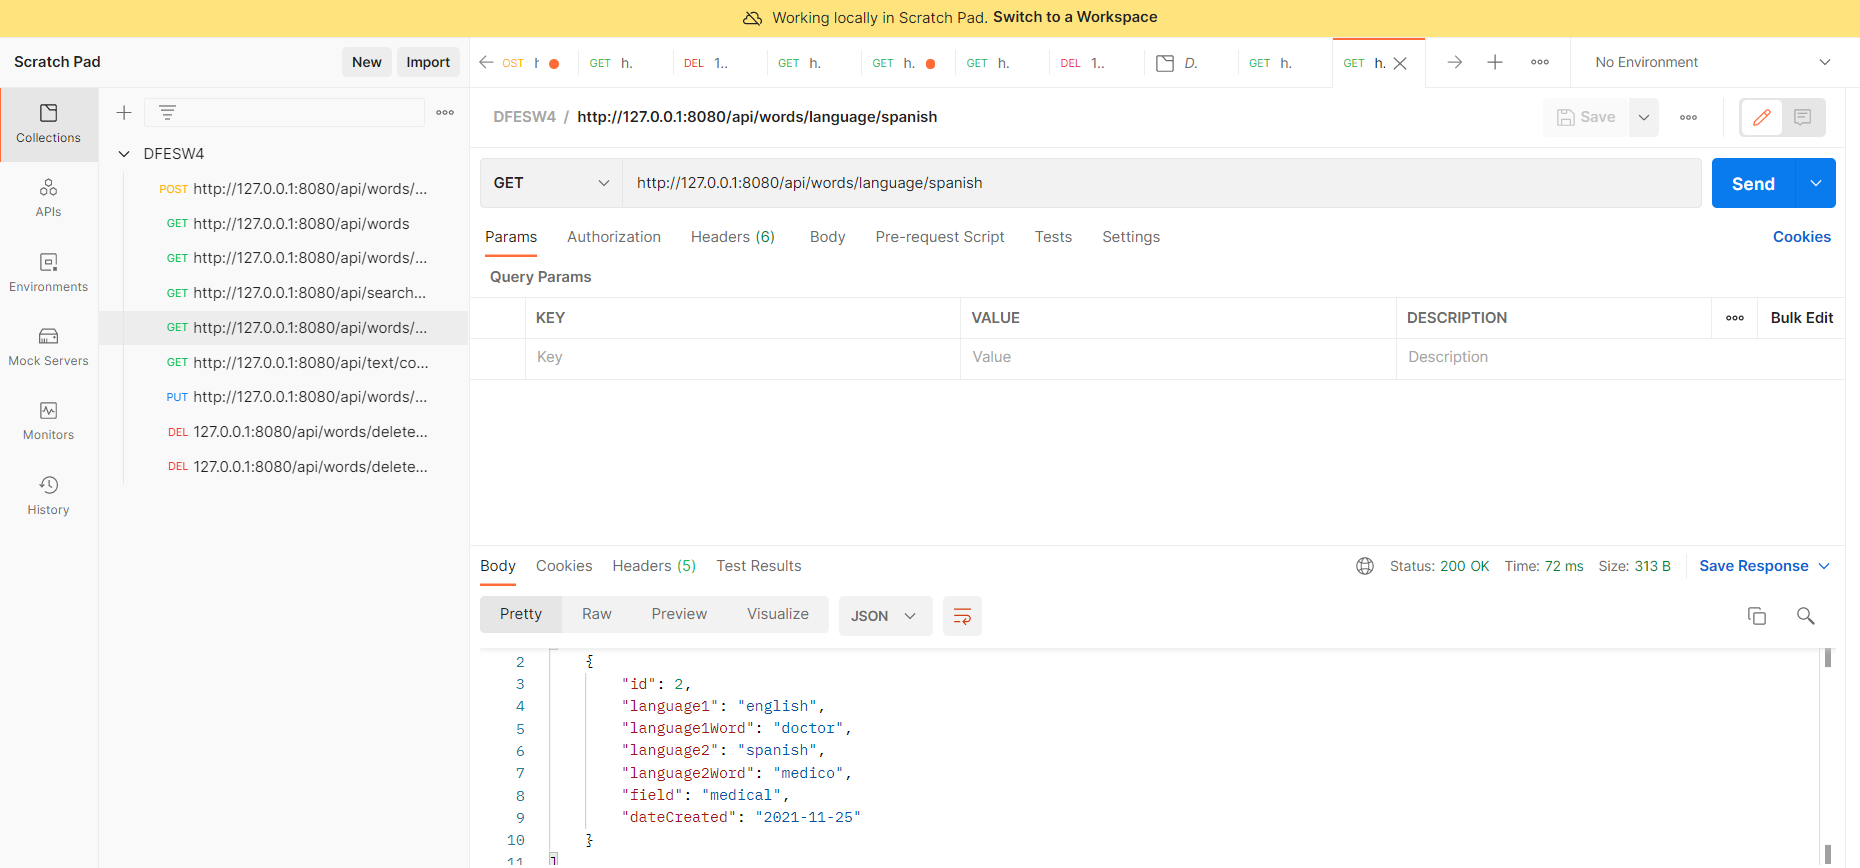 Working locally in Scratch Pad. Switch to a Workspace
Scratch Pad
New
Import
OST h
GET h.
DEL 1..
GET h.
GET h.
GET h.
DEL 1..
D.
GET h.
GET h.
No Environment
Collections
APIs
Environments
Mock Servers
Monitors
History
DFESW4
POST http://127.0.0.1:8080/api/words/...
GET http://127.0.0.1:8080/api/words
GET http://127.0.0.1:8080/api/words/...
GET http://127.0.0.1:8080/api/search...
GET http://127.0.0.1:8080/api/words/...
GET http://127.0.0.1:8080/api/text/co...
PUT http://127.0.0.1:8080/api/words/...
DEL 127.0.0.1:8080/api/words/delete...
DEL 127.0.0.1:8080/api/words/delete...
DFESW4 / http://127.0.0.1:8080/api/words/language/spanish
Save
GET
http://127.0.0.1:8080/api/words/language/spanish
Send
Params Authorization Headers (6) Body Pre-request Script Tests Settings
Cookies
Query Params
KEY VALUE DESCRIPTION
Bulk Edit
Key Value Description
Body Cookies Headers (5) Test Results
Status: 200 OK Time: 72 ms Size: 313 B
Save Response
Pretty Raw Preview Visualize JSON
2 {
3 "id": 2,
4 "language1": "english",
5 "language1Word": "doctor",
6 "language2": "spanish",
7 "language2Word": "medico",
8 "field": "medical",
9 "dateCreated": "2021-11-25"
10 }
11 ]